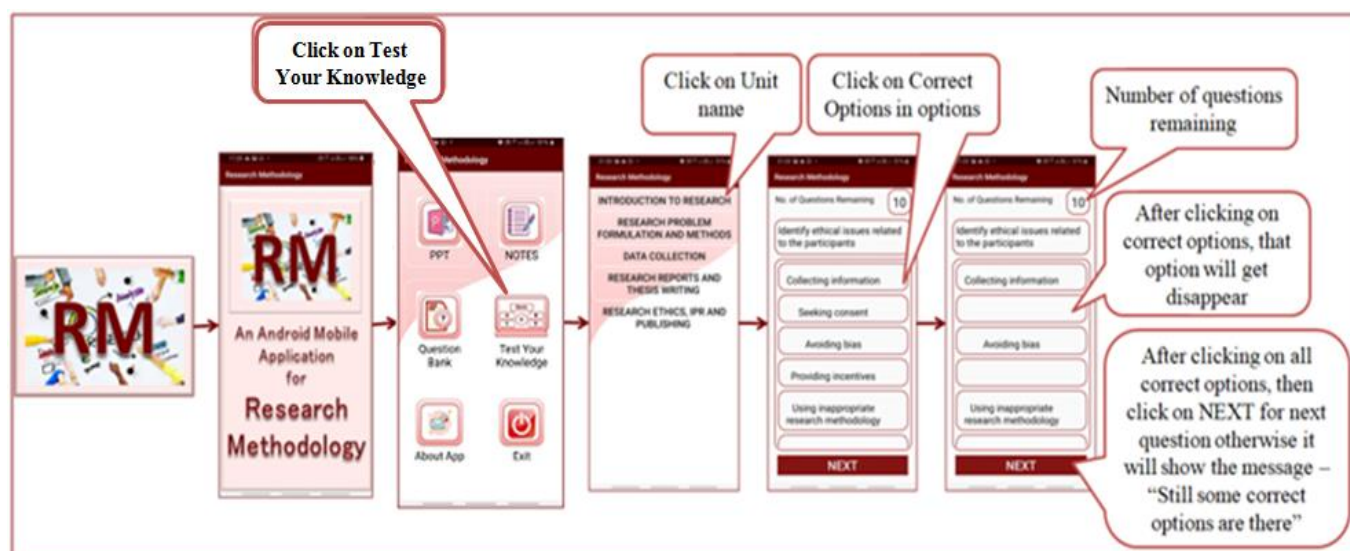 Click on Test
Your Knowledge
Click on Unit
name
Click on Correct
Options in options
Number of questions
remaining
After clicking on
correct options, that
option will get
disappear
After clicking on all
correct options, then
click on NEXT for next
question otherwise it
will show the message –
“Still some correct
options are there”
RM
Research Methodology
RM
An Android Mobile
Application
for
Research
Methodology
Methodology
PPT
NOTES
Question
Bank
Test Your
Knowledge
About App
Exit
Research Methodology
INTRODUCTION TO RESEARCH
RESEARCH PROBLEM
FORMULATION AND METHODS
DATA COLLECTION
RESEARCH REPORTS AND
THESIS WRITING
RESEARCH ETHICS, IPR AND
PUBLISHING
Research Methodology
No. of Questions Remaining 10
Identify ethical issues related
to the participants
Collecting information
Seeking consent
Avoiding bias
Providing incentives
Using inappropriate
research methodology
NEXT
Research Methodology
No. of Questions Remaining 10
Identify ethical issues related
to the participants
Collecting information
Avoiding bias
Using inappropriate
research methodology
NEXT